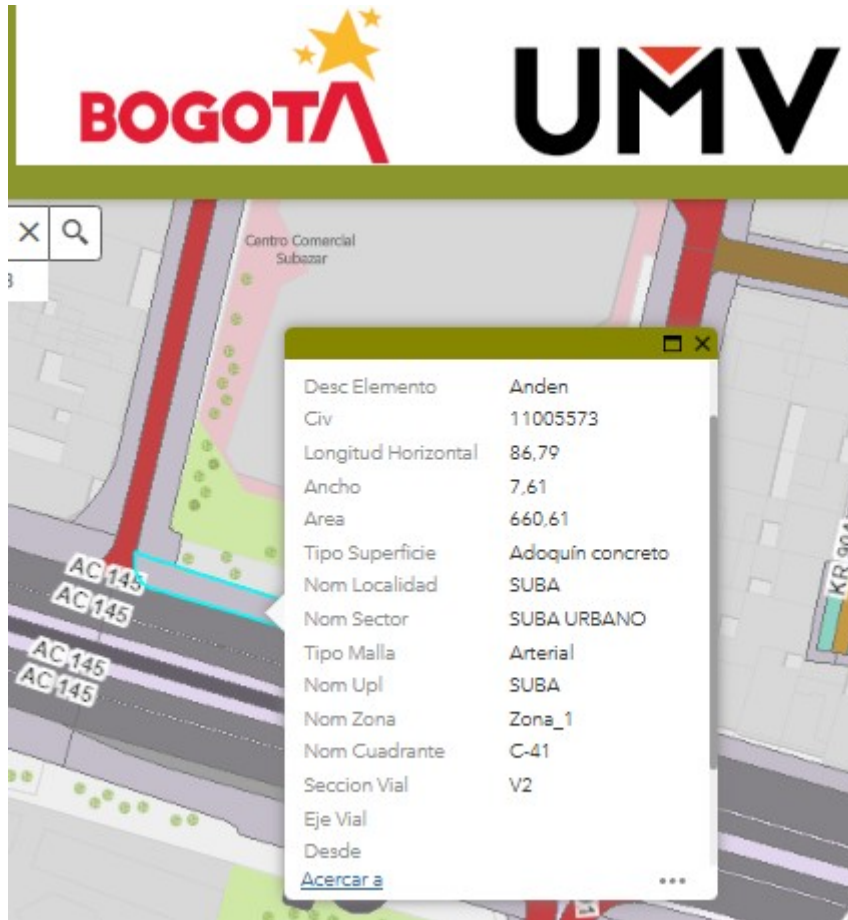 BOGOTÁ
UMV
Centro Comercial
Subazar
Desc Elemento Anden
Civ 11005573
Longitud Horizontal 86,79
Ancho 7,61
Area 660,61
Tipo Superficie Adoquín concreto
Nom Localidad SUBA
Nom Sector SUBA URBANO
Tipo Malla Arterial
Nom Upl SUBA
Nom Zona Zona_1
Nom Cuadrante C-41
Seccion Vial V2
Eje Vial
Desde
Acercar a
AC 145
AC 145
AC 145
AC 145